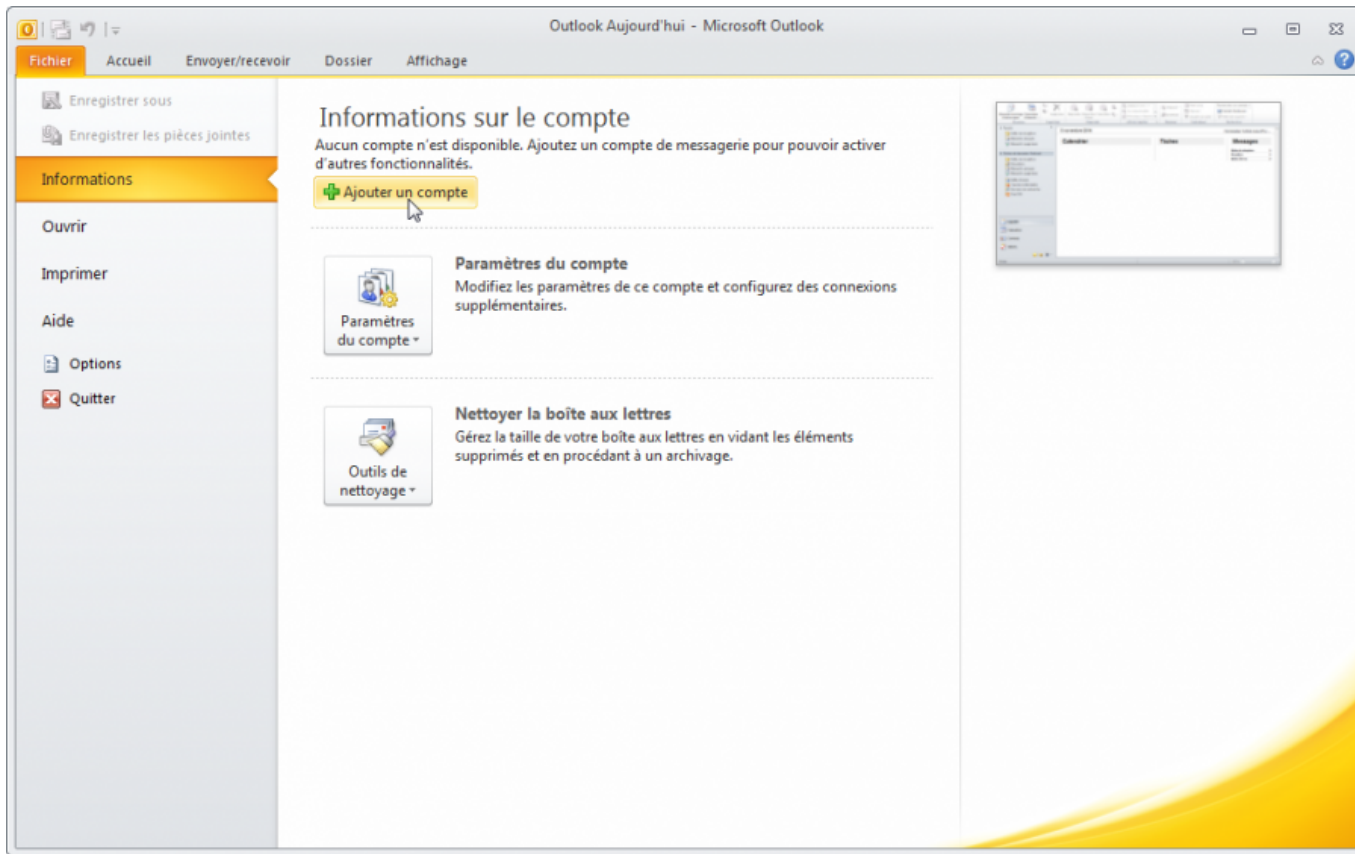 Outlook Aujourd'hui - Microsoft Outlook
Fichier Accueil Envoyer/recevoir Dossier Affichage
Enregistrer sous
Enregistrer les pièces jointes
Informations
Ouvrir
Imprimer
Aide
Options
Quitter
Informations sur le compte
Aucun compte n'est disponible. Ajoutez un compte de messagerie pour pouvoir activer
d'autres fonctionnalités.
Ajouter un compte
Paramètres
du compte
Paramètres du compte
Modifiez les paramètres de ce compte et configurez des connexions
supplémentaires.
Outils de
nettoyage
Nettoyer la boîte aux lettres
Gérez la taille de votre boîte aux lettres en vidant les éléments
supprimés et en procédant à un archivage.
Calendrier Tâches Messages